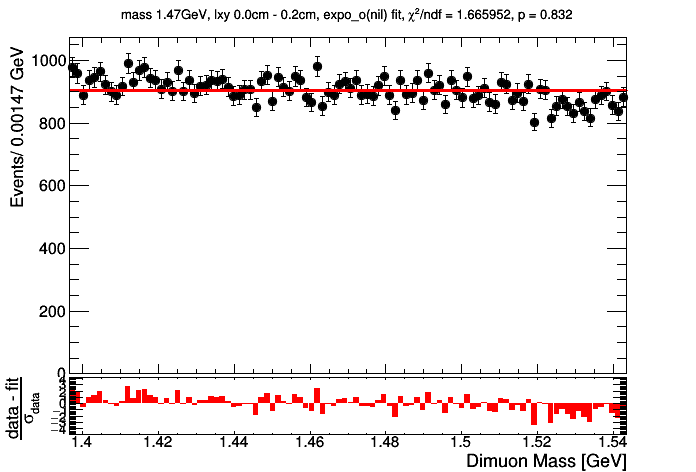 mass 1.47GeV, lxy 0.0cm - 0.2cm, expo_o(nil) fit, χ²/ndf = 1.665952, p = 0.832
Events/ 0.00147 GeV
1000
800
600
400
200
0
data - fit
σdata
1.4 1.42 1.44 1.46 1.48 1.5 1.52 1.54
Dimuon Mass [GeV]